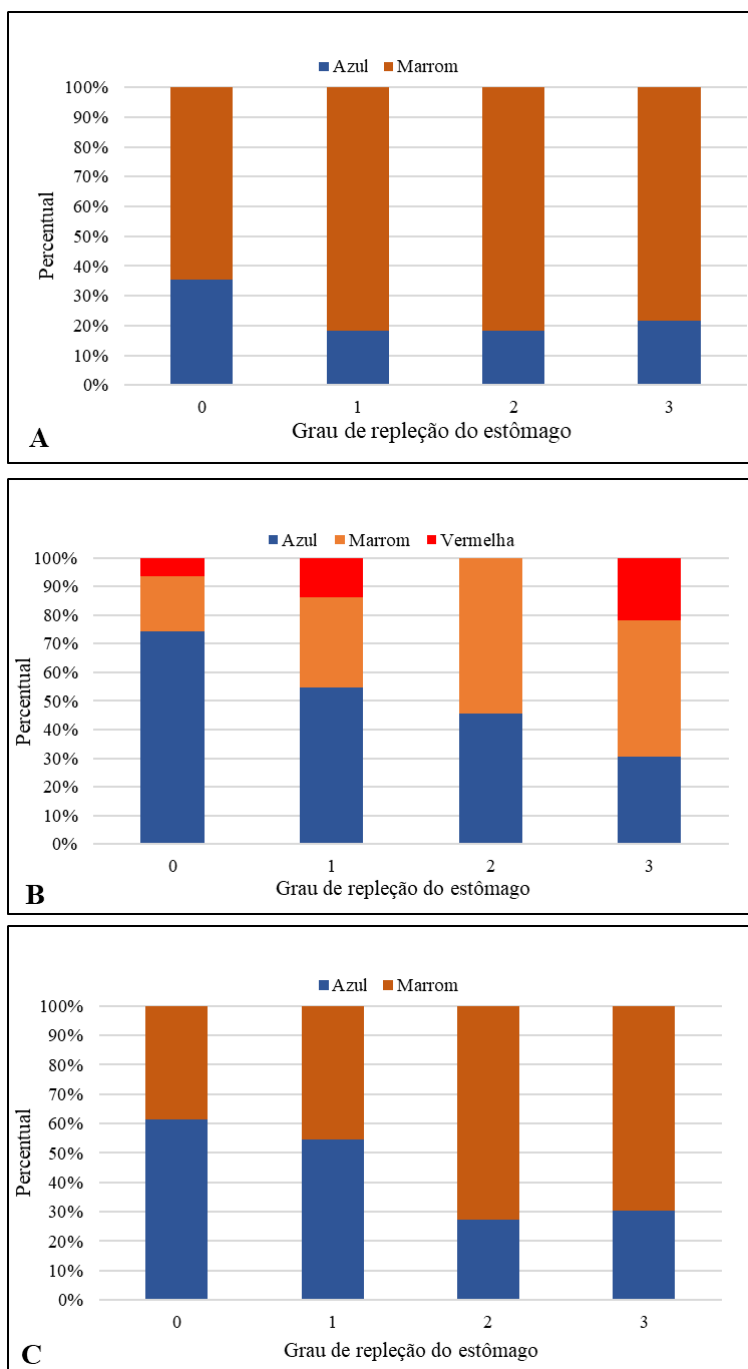 Azul Marrom
100%
90%
80%
70%
60%
50%
40%
30%
20%
10%
0%
Percentual
0 1 2 3
Grau de repleção do estômago
A
Azul Marrom Vermelha
100%
90%
80%
70%
60%
50%
40%
30%
20%
10%
0%
Percentual
0 1 2 3
Grau de repleção do estômago
B
Azul Marrom
100%
90%
80%
70%
60%
50%
40%
30%
20%
10%
0%
Percentual
0 1 2 3
Grau de repleção do estômago
C